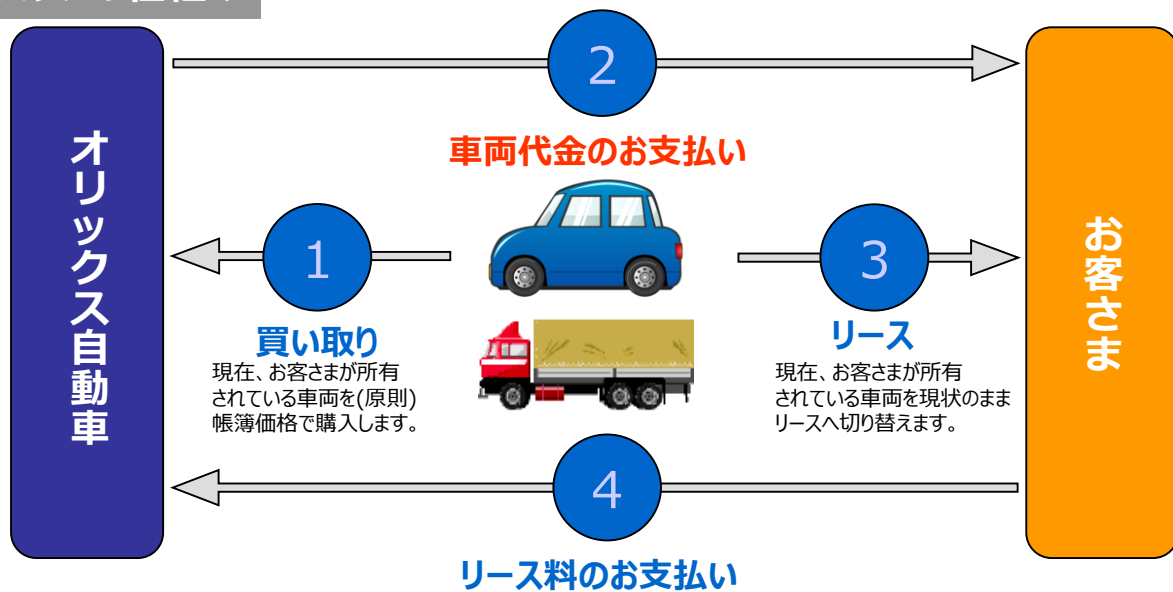 オリックス自動車
2
車両代金のお支払い
1
買い取り
現在、お客さまが所有
されている車両を(原則)
帳簿価格で購入します。
3
リース
現在、お客さまが所有
されている車両を現状のまま
リースへ切り替えます。
お客さま
4
リース料のお支払い